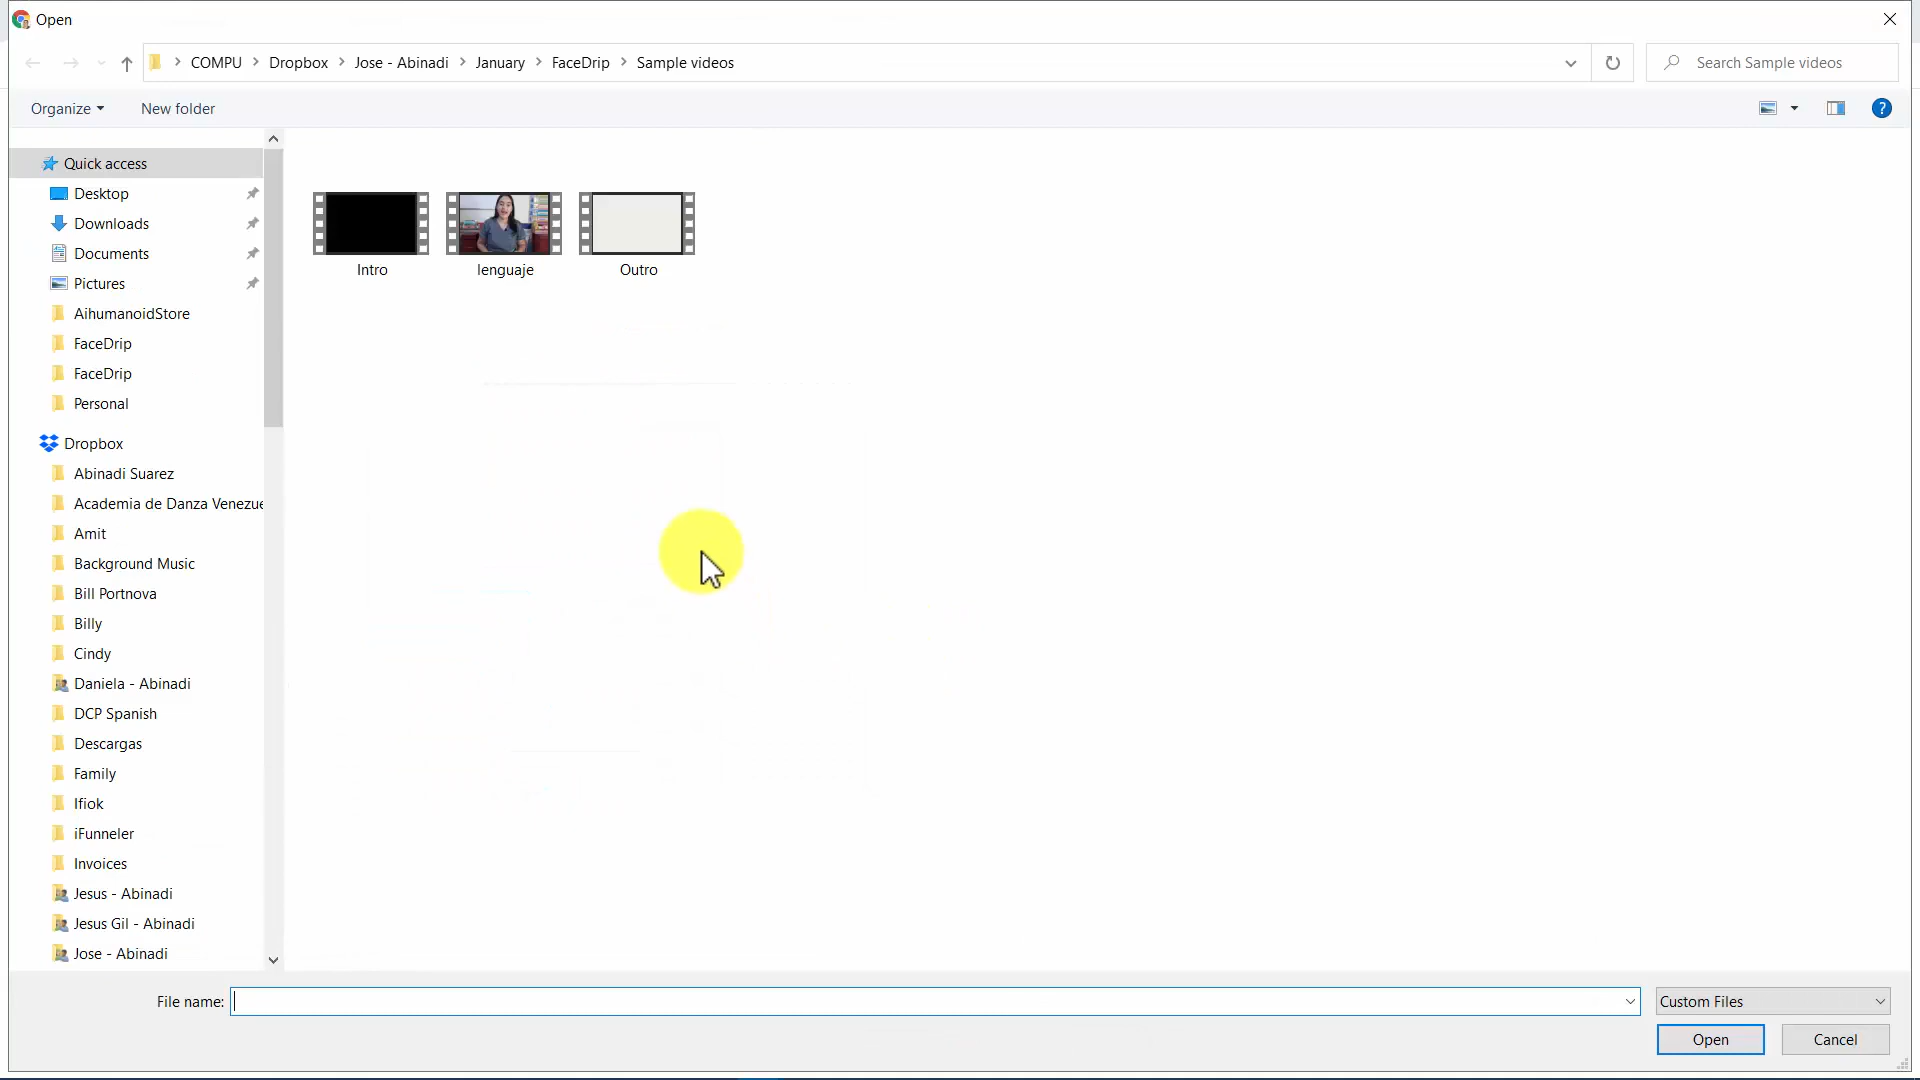 Open
COMPU > Dropbox > Jose - Abinadi > January > FaceDrip > Sample videos
Search Sample videos
Organize
New folder
Quick access
Desktop
Downloads
Documents
Pictures
AihumanoidStore
FaceDrip
FaceDrip
Personal
Dropbox
Abinadi Suarez
Academia de Danza Venezue
Amit
Background Music
Bill Portnova
Billy
Cindy
Daniela - Abinadi
DCP Spanish
Descargas
Family
Ifiok
iFunneler
Invoices
Jesus - Abinadi
Jesus Gil - Abinadi
Jose - Abinadi
Intro
lenguaje
Outro
File name:
Custom Files
Open
Cancel